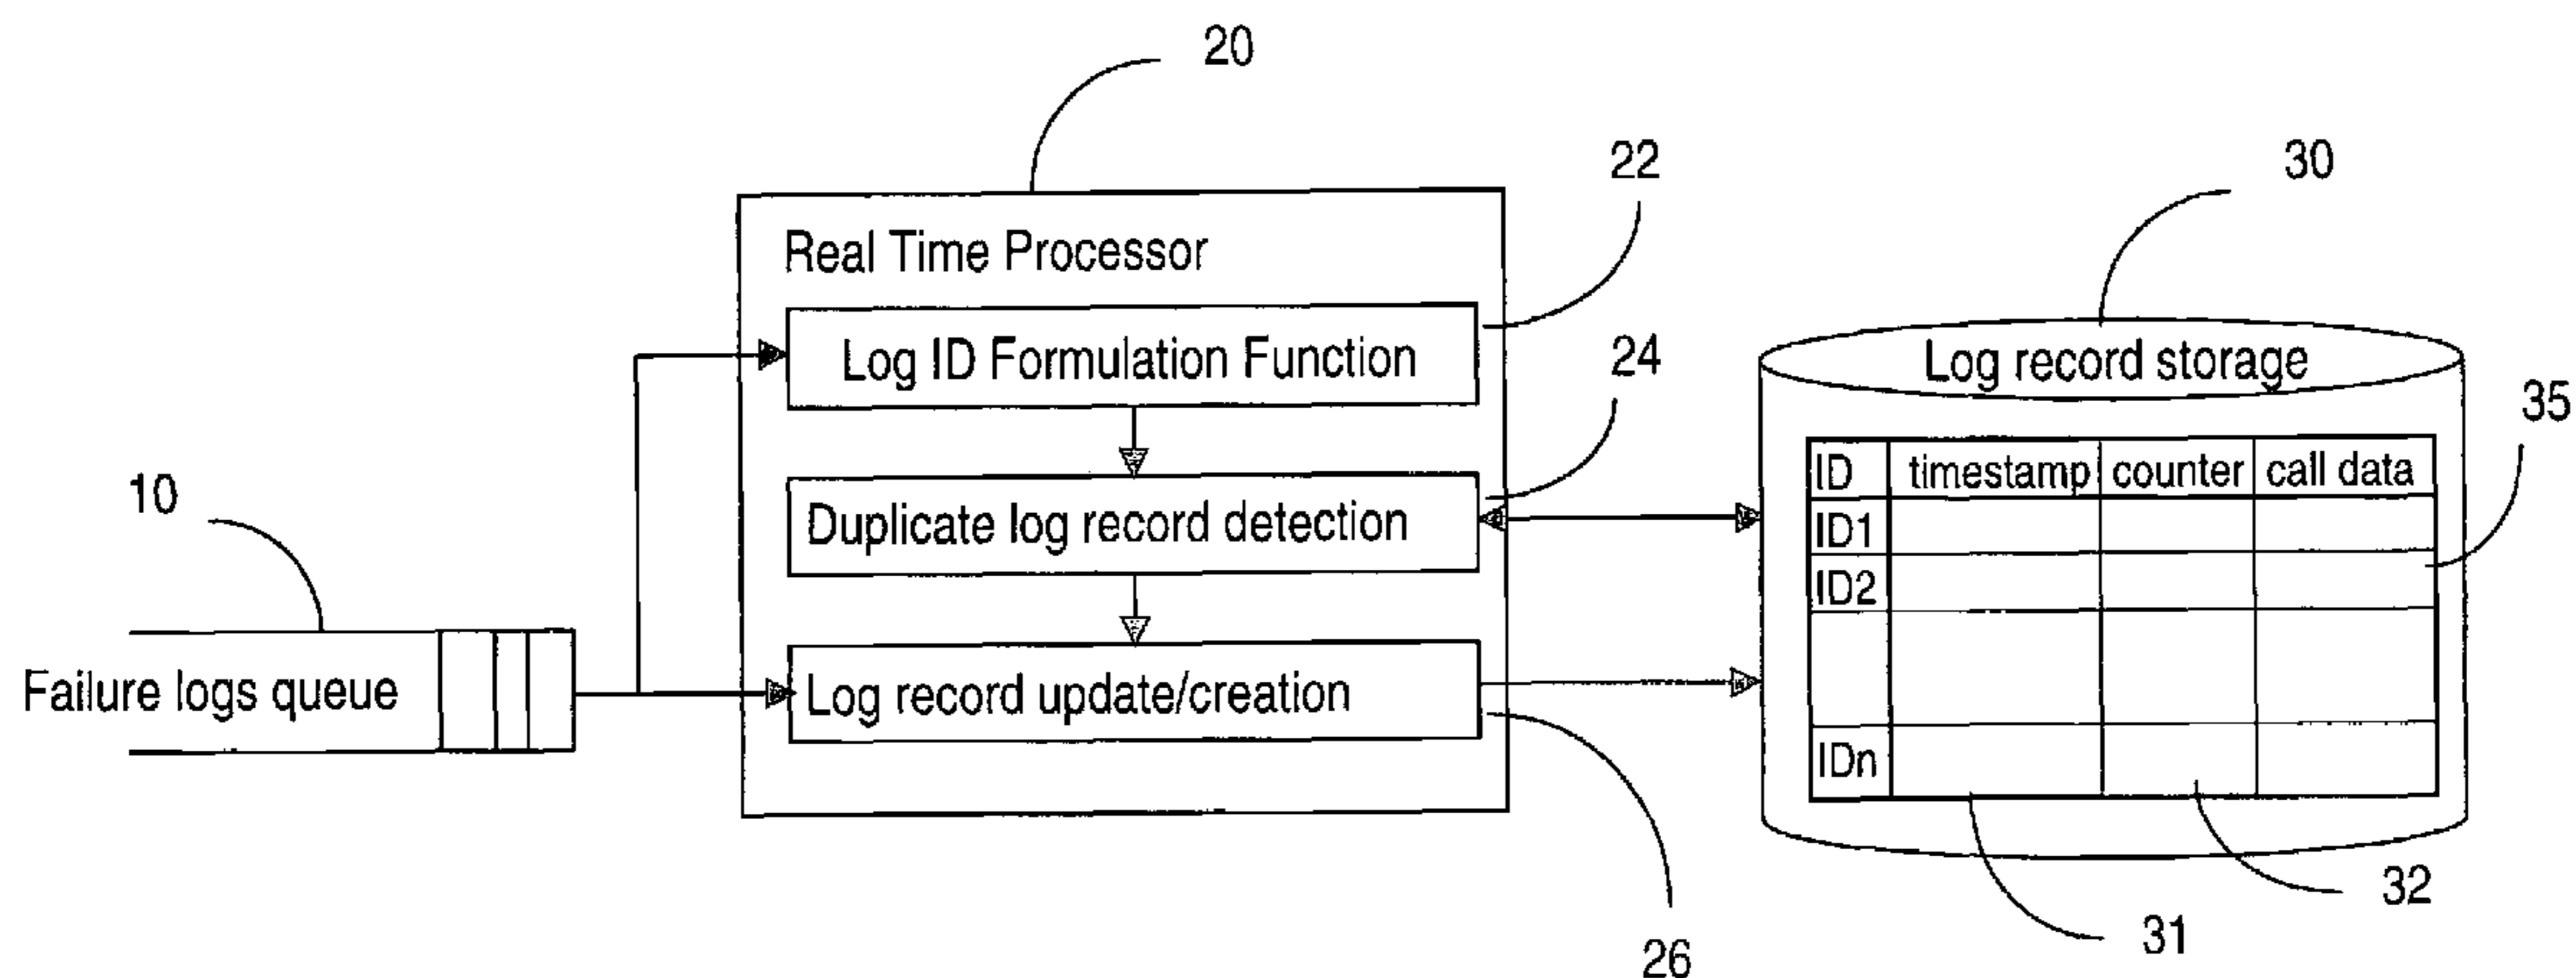 20
22
30
Real Time Processor
Log ID Formulation Function
24
Log record storage
35
ID timestamp counter call data
10
Duplicate log record detection
ID1
ID2
Failure logs queue
Log record update/creation
IDn
32
31
26